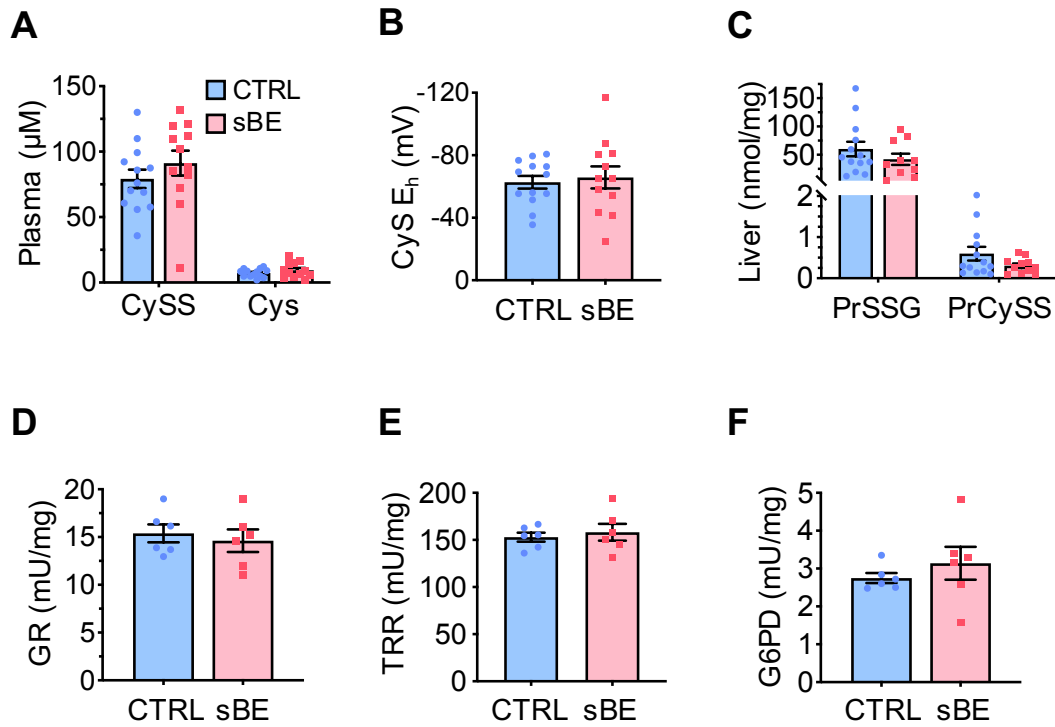 A
Plasma (µM)
150
100
50
0
CTRL
sBE
CySS Cys
B
CyS Eh (mV)
-120
-80
-40
0
CTRL sBE
C
Liver (nmol/mg)
150
100
50
2
1
0
PrSSG PrCySS
D
GR (mU/mg)
20
15
10
5
0
CTRL sBE
E
TRR (mU/mg)
200
150
100
50
0
CTRL sBE
F
G6PD (mU/mg)
5
4
3
2
1
0
CTRL sBE